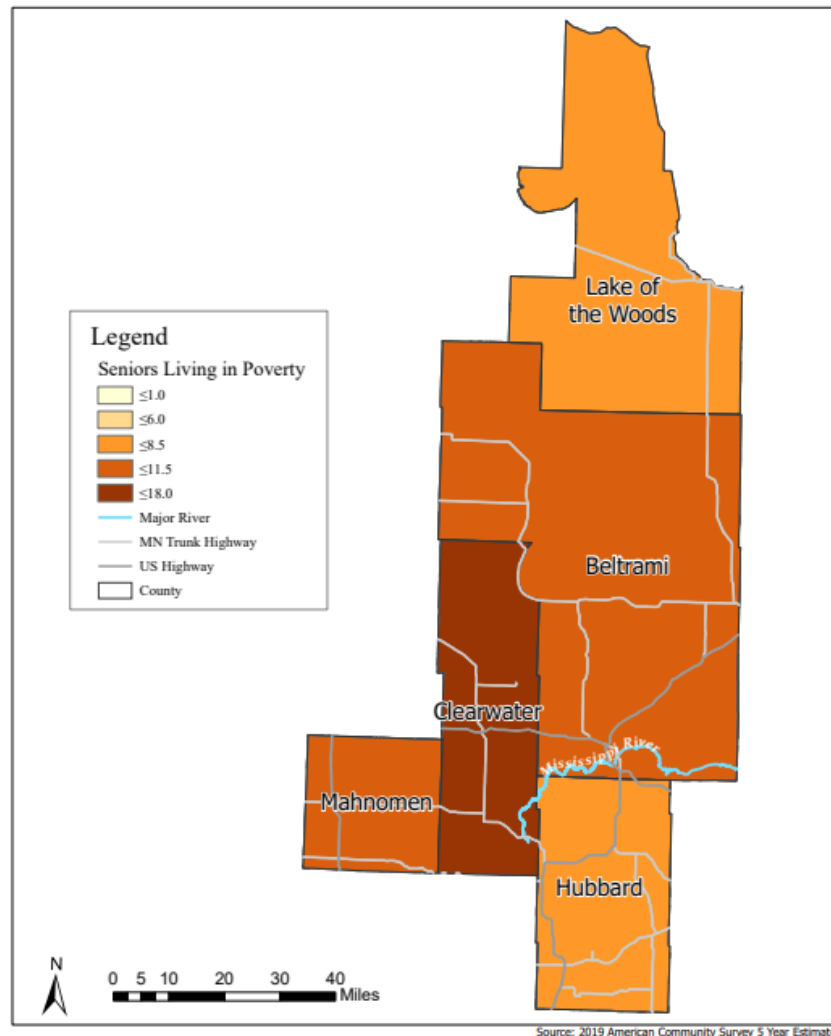 Lake of
the Woods
Legend
Seniors Living in Poverty
≤1.0
≤6.0
≤8.5
≤11.5
≤18.0
Major River
MN Trunk Highway
US Highway
County
Beltrami
Clearwater
Mississippi River
Mahnomen
Hubbard
N
0 5 10 20 30 40
Miles
Source: 2019 American Community Survey 5 Year Estimat